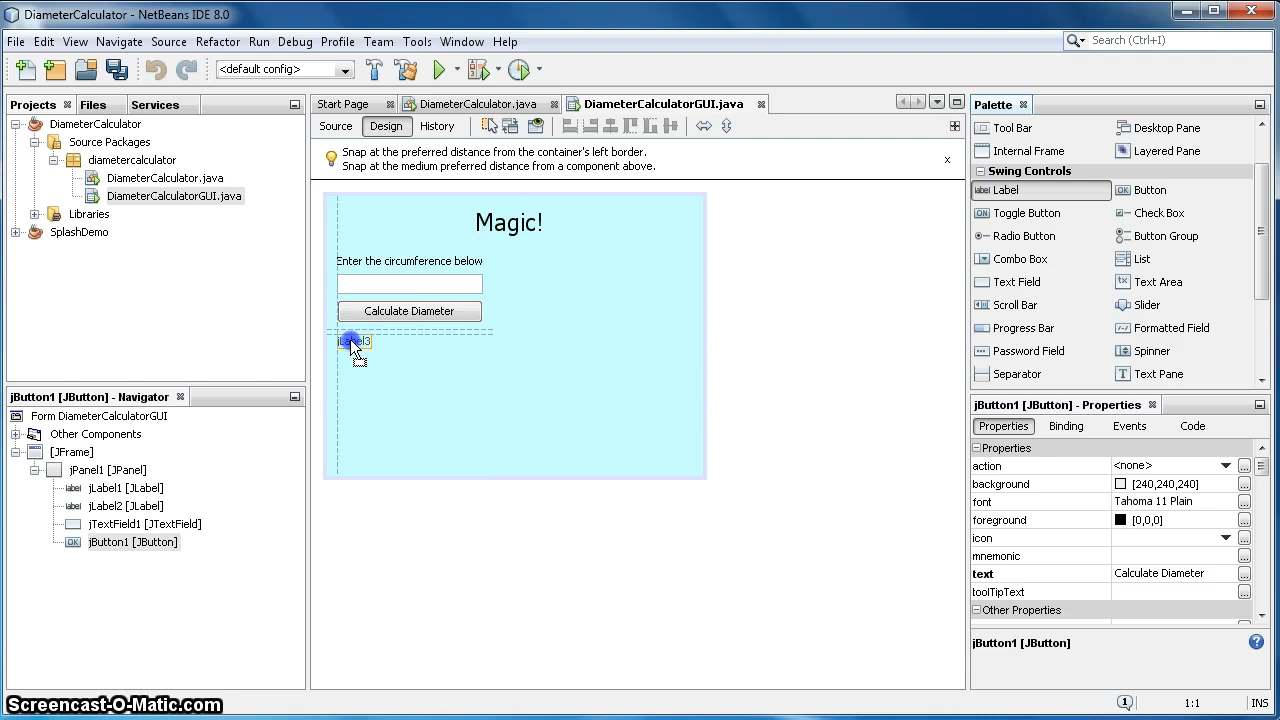 DiameterCalculator - NetBeans IDE 8.0
File Edit View Navigate Source Refactor Run Debug Profile Team Tools Window Help
Search (Ctrl+I)
<default config>
Projects Files Services
DiameterCalculator
Source Packages
diametercalculator
DiameterCalculator.java
DiameterCalculatorGUI.java
Libraries
SplashDemo
jButton1 [JButton] - Navigator
Form DiameterCalculatorGUI
Other Components
[JFrame]
jPanel1 [JPanel]
label jLabel1 [JLabel]
label jLabel2 [JLabel]
jTextField1 [JTextField]
OK jButton1 [JButton]
Start Page DiameterCalculator.java DiameterCalculatorGUI.java
Source Design History
Snap at the preferred distance from the container's left border.
Snap at the medium preferred distance from a component above.
x
Magic!
Enter the circumference below
Calculate Diameter
jLabel3
Palette
Tool Bar Desktop Pane
Internal Frame Layered Pane
Swing Controls
label Label OK Button
ON Toggle Button Check Box
Radio Button Button Group
Combo Box List
Text Field Text Area
Scroll Bar Slider
Progress Bar Formatted Field
Password Field Spinner
Separator Text Pane
jButton1 [JButton] - Properties
Properties Binding Events Code
Properties
action <none> ...
background [240,240,240] ...
font Tahoma 11 Plain ...
foreground [0,0,0] ...
icon ...
mnemonic ...
text Calculate Diameter ...
toolTipText ...
Other Properties
jButton1 [JButton]
1 1:1 INS
Screencast-O-Matic.com